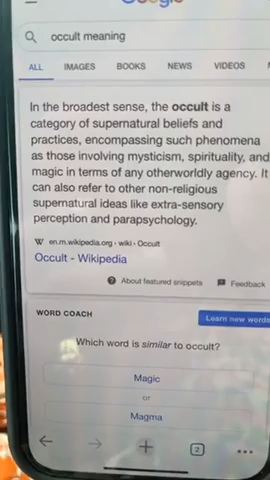 Google
occult meaning
ALL IMAGES BOOKS NEWS VIDEOS
In the broadest sense, the occult is a
category of supernatural beliefs and
practices, encompassing such phenomena
as those involving mysticism, spirituality, and
magic in terms of any otherworldly agency. It
can also refer to other non-religious
supernatural ideas like extra-sensory
perception and parapsychology.
W en.m.wikipedia.org › wiki › Occult
Occult - Wikipedia
About featured snippets Feedback
WORD COACH
Learn new words
Which word is similar to occult?
Magic
or
Magma
2